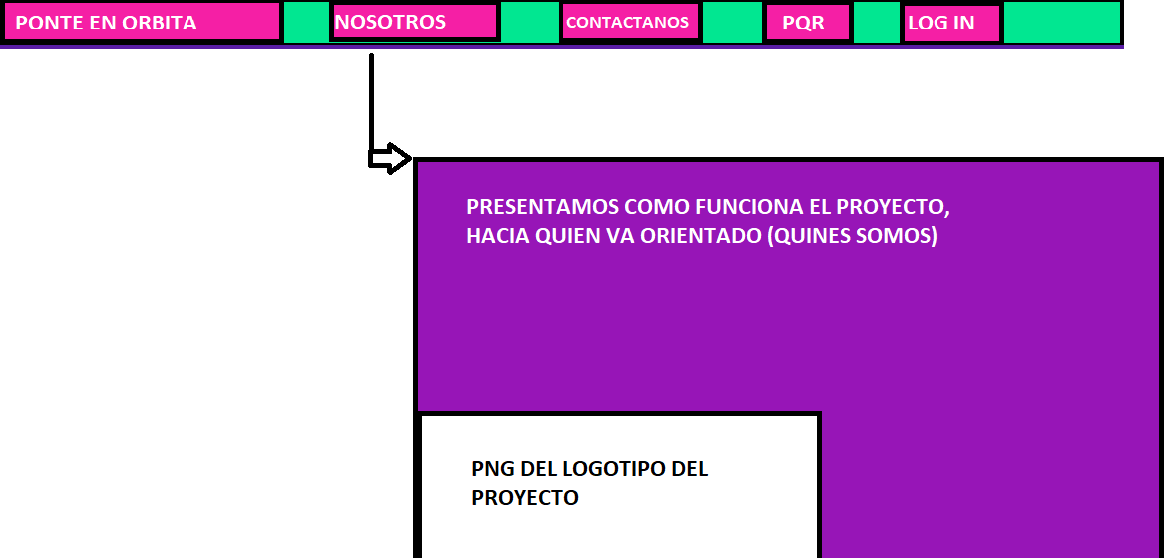 PONTE EN ORBITA
NOSOTROS
CONTACTANOS
PQR
LOG IN
PRESENTAMOS COMO FUNCIONA EL PROYECTO,
HACIA QUIEN VA ORIENTADO (QUINES SOMOS)
PNG DEL LOGOTIPO DEL
PROYECTO